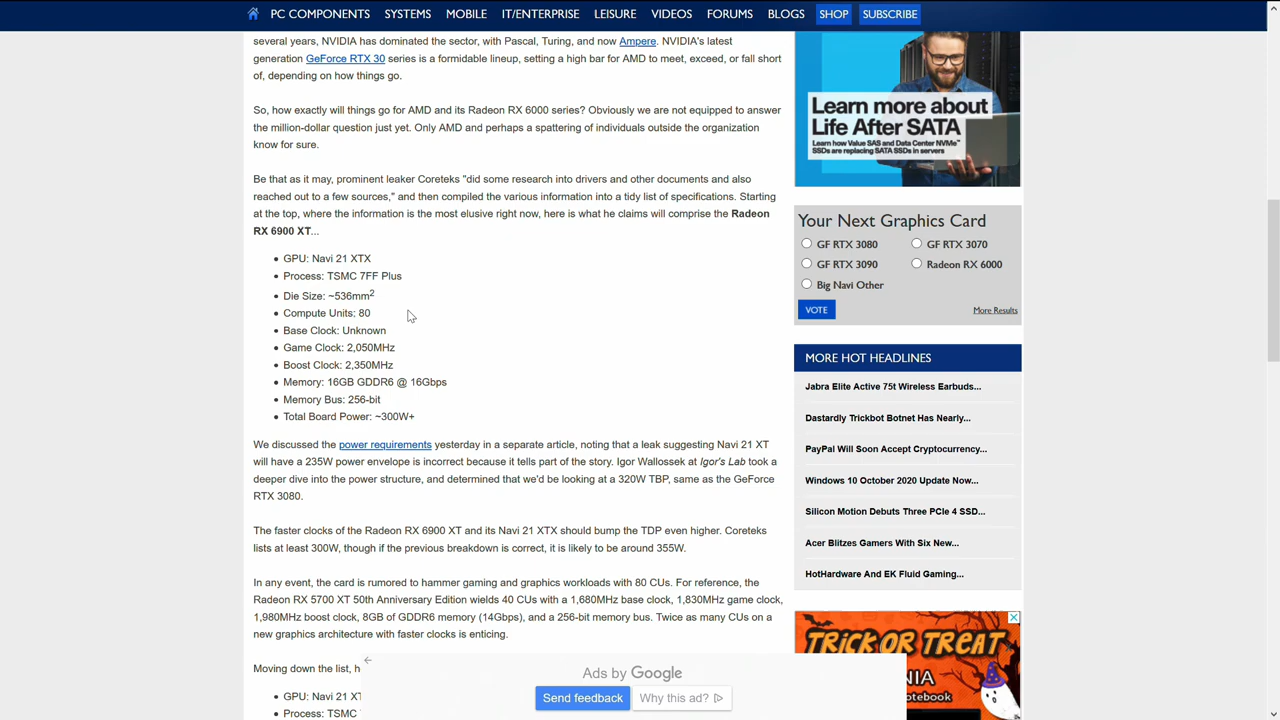 PC COMPONENTS SYSTEMS MOBILE IT/ENTERPRISE LEISURE VIDEOS FORUMS BLOGS SHOP SUBSCRIBE
several years, NVIDIA has dominated the sector, with Pascal, Turing, and now Ampere. NVIDIA's latest
generation GeForce RTX 30 series is a formidable lineup, setting a high bar for AMD to meet, exceed, or fall short
of, depending on how things go.
So, how exactly will things go for AMD and its Radeon RX 6000 series? Obviously we are not equipped to answer
the million-dollar question just yet. Only AMD and perhaps a spattering of individuals outside the organization
know for sure.
Be that as it may, prominent leaker Coreteks "did some research into drivers and other documents and also
reached out to a few sources," and then compiled the various information into a tidy list of specifications. Starting
at the top, where the information is the most elusive right now, here is what he claims will comprise the Radeon
RX 6900 XT...
• GPU: Navi 21 XTX
• Process: TSMC 7FF Plus
• Die Size: ~536mm²
• Compute Units: 80
• Base Clock: Unknown
• Game Clock: 2,050MHz
• Boost Clock: 2,350MHz
• Memory: 16GB GDDR6 @ 16Gbps
• Memory Bus: 256-bit
• Total Board Power: ~300W+
We discussed the power requirements yesterday in a separate article, noting that a leak suggesting Navi 21 XT
will have a 235W power envelope is incorrect because it tells part of the story. Igor Wallossek at Igor's Lab took a
deeper dive into the power structure, and determined that we'd be looking at a 320W TBP, same as the GeForce
RTX 3080.
The faster clocks of the Radeon RX 6900 XT and its Navi 21 XTX should bump the TDP even higher. Coreteks
lists at least 300W, though if the previous breakdown is correct, it is likely to be around 355W.
In any event, the card is rumored to hammer gaming and graphics workloads with 80 CUs. For reference, the
Radeon RX 5700 XT 50th Anniversary Edition wields 40 CUs with a 1,680MHz base clock, 1,830MHz game clock,
1,980MHz boost clock, 8GB of GDDR6 memory (14Gbps), and a 256-bit memory bus. Twice as many CUs on a
new graphics architecture with faster clocks is enticing.
Moving down the list, h
• GPU: Navi 21 XT
• Process: TSMC
Learn more about
Life After SATA
Learn how Value SAS and Data Center NVMe™
SSDs are replacing SATA SSDs in servers
Your Next Graphics Card
GF RTX 3080 GF RTX 3070
GF RTX 3090 Radeon RX 6000
Big Navi Other
VOTE More Results
MORE HOT HEADLINES
Jabra Elite Active 75t Wireless Earbuds...
Dastardly Trickbot Botnet Has Nearly...
PayPal Will Soon Accept Cryptocurrency...
Windows 10 October 2020 Update Now...
Silicon Motion Debuts Three PCIe 4 SSD...
Acer Blitzes Gamers With Six New...
HotHardware And EK Fluid Gaming...
TRICK OR TREAT
NIA
otebook
Ads by Google
Send feedback Why this ad?